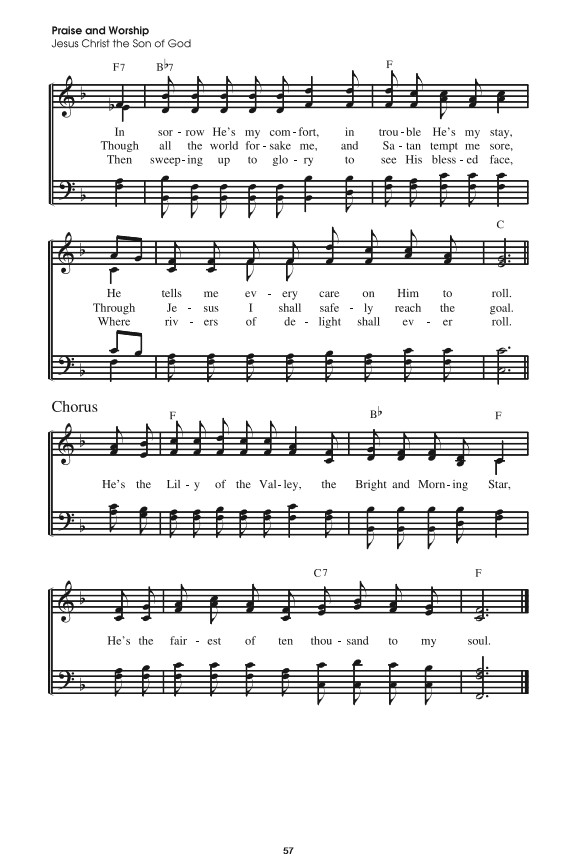 Praise and Worship
Jesus Christ the Son of God
F7 B♭7 F
In sor - row He's my com - fort, in trou - ble He's my stay,
Though all the world for - sake me, and Sa - tan tempt me sore,
Then sweep - ing up to glo - ry to see His bless - ed face,
C
He tells me ev - ery care on Him to roll.
Through Je - sus I shall safe - ly reach the goal.
Where riv - ers of de - light shall ev - er roll.
Chorus
F B♭ F
He's the Lil - y of the Val - ley, the Bright and Morn - ing Star,
C7 F
He's the fair - est of ten thou - sand to my soul.
57